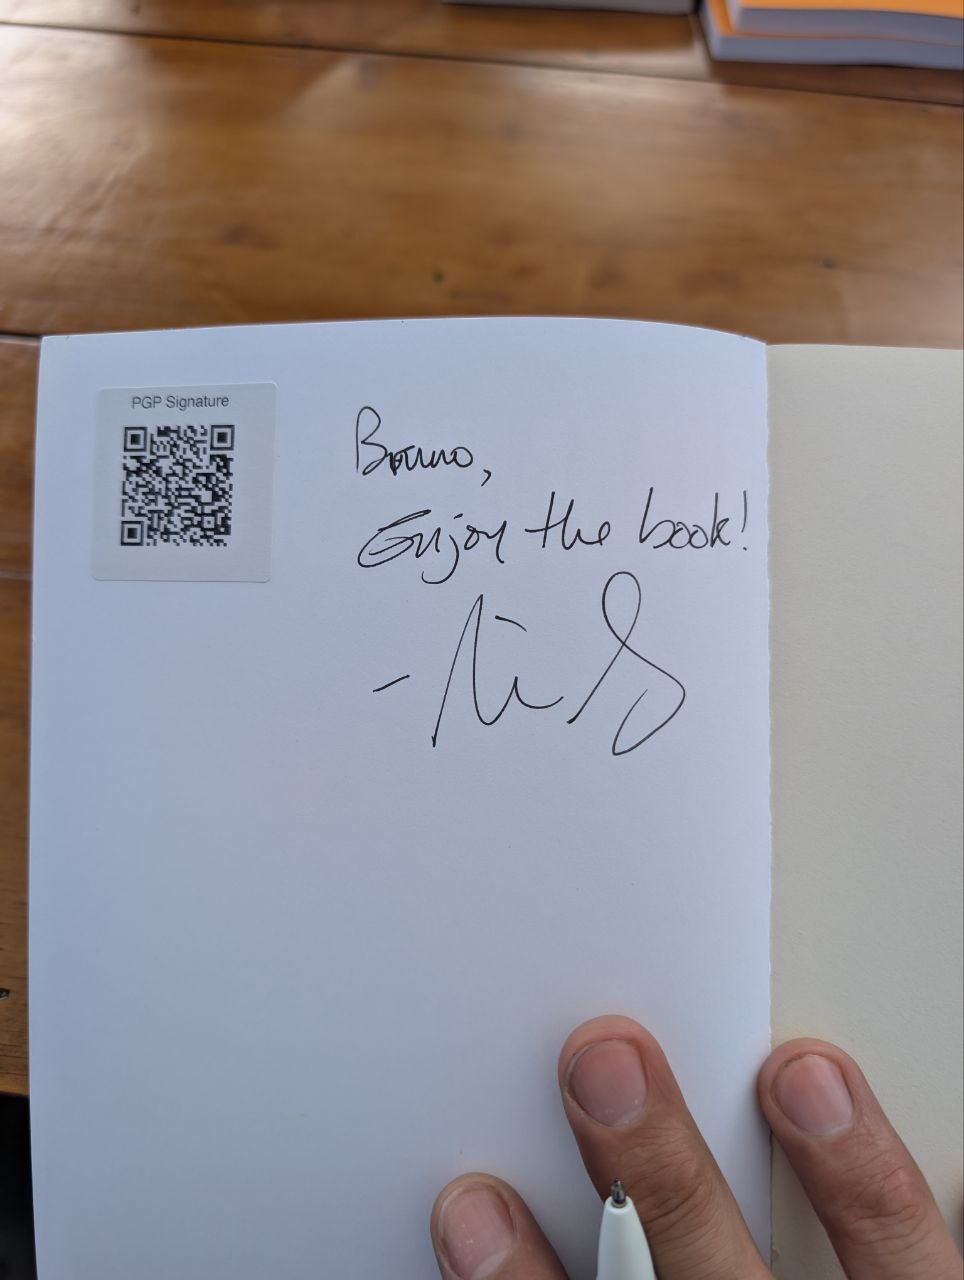 PGP Signature
Bruno,
Enjoy the book!